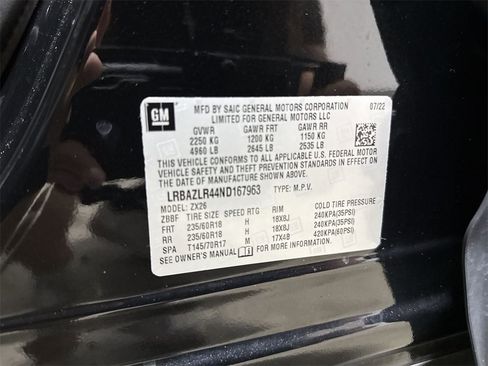 GM
MFD BY SAIC GENERAL MOTORS CORPORATION 07/22
LIMITED FOR GENERAL MOTORS LLC
GVWR GAWR FRT GAWR RR
2250 KG 1200 KG 1150 KG
4960 LB 2645 LB 2535 LB
THIS VEHICLE CONFORMS TO ALL APPLICABLE U.S. FEDERAL MOTOR
VEHICLE SAFETY, BUMPER, AND THEFT PREVENTION STANDARDS IN
EFFECT ON THE DATE OF MANUFACTURE SHOWN ABOVE.
LRBAZLR44ND167963 TYPE: M.P.V.
MODEL: ZX26
ZBBF TIRE SIZE SPEED RTG RIM COLD TIRE PRESSURE
FRT 235/60R18 H 18X8J 240KPA(35PSI)
RR 235/60R18 H 18X8J 240KPA(35PSI)
SPA T145/70R17 M 17X4B 420KPA(60PSI)
SEE OWNER'S MANUAL FOR MORE INFORMATION.